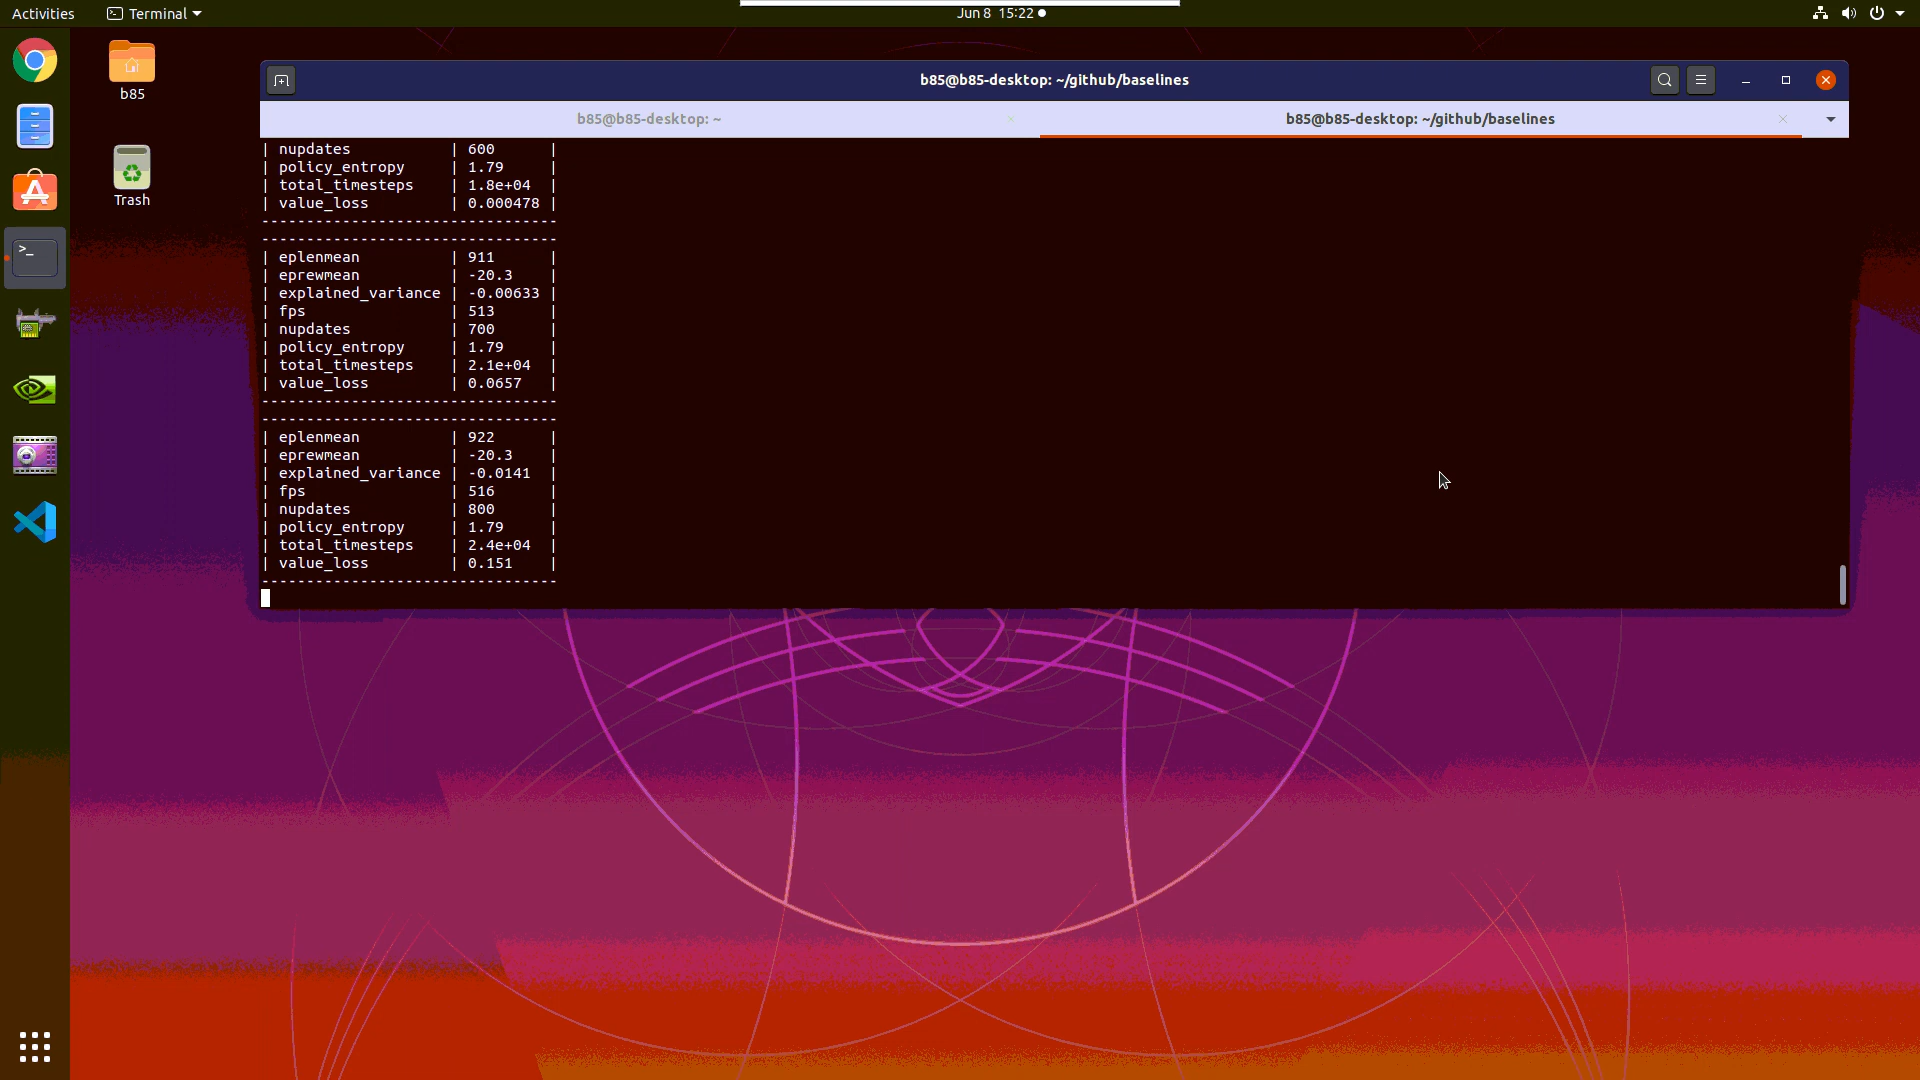 Activities
Terminal
Jun 8 15:22
b85
Trash
b85@b85-desktop: ~/github/baselines
b85@b85-desktop: ~
b85@b85-desktop: ~/github/baselines
| nupdates | 600 |
| policy_entropy | 1.79 |
| total_timesteps | 1.8e+04 |
| value_loss | 0.000478 |
---------------------------------
---------------------------------
| eplenmean | 911 |
| eprewmean | -20.3 |
| explained_variance | -0.00633 |
| fps | 513 |
| nupdates | 700 |
| policy_entropy | 1.79 |
| total_timesteps | 2.1e+04 |
| value_loss | 0.0657 |
---------------------------------
---------------------------------
| eplenmean | 922 |
| eprewmean | -20.3 |
| explained_variance | -0.0141 |
| fps | 516 |
| nupdates | 800 |
| policy_entropy | 1.79 |
| total_timesteps | 2.4e+04 |
| value_loss | 0.151 |
---------------------------------